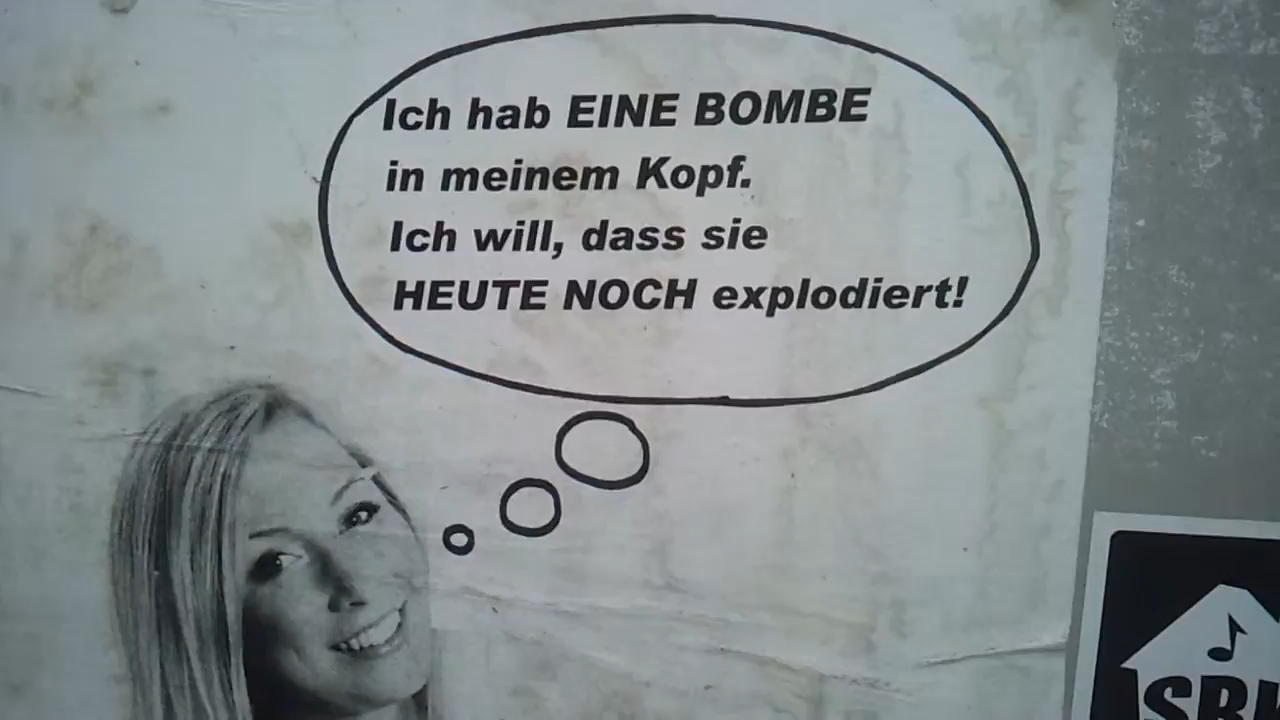 Ich hab EINE BOMBE
in meinem Kopf.
Ich will, dass sie
HEUTE NOCH explodiert!